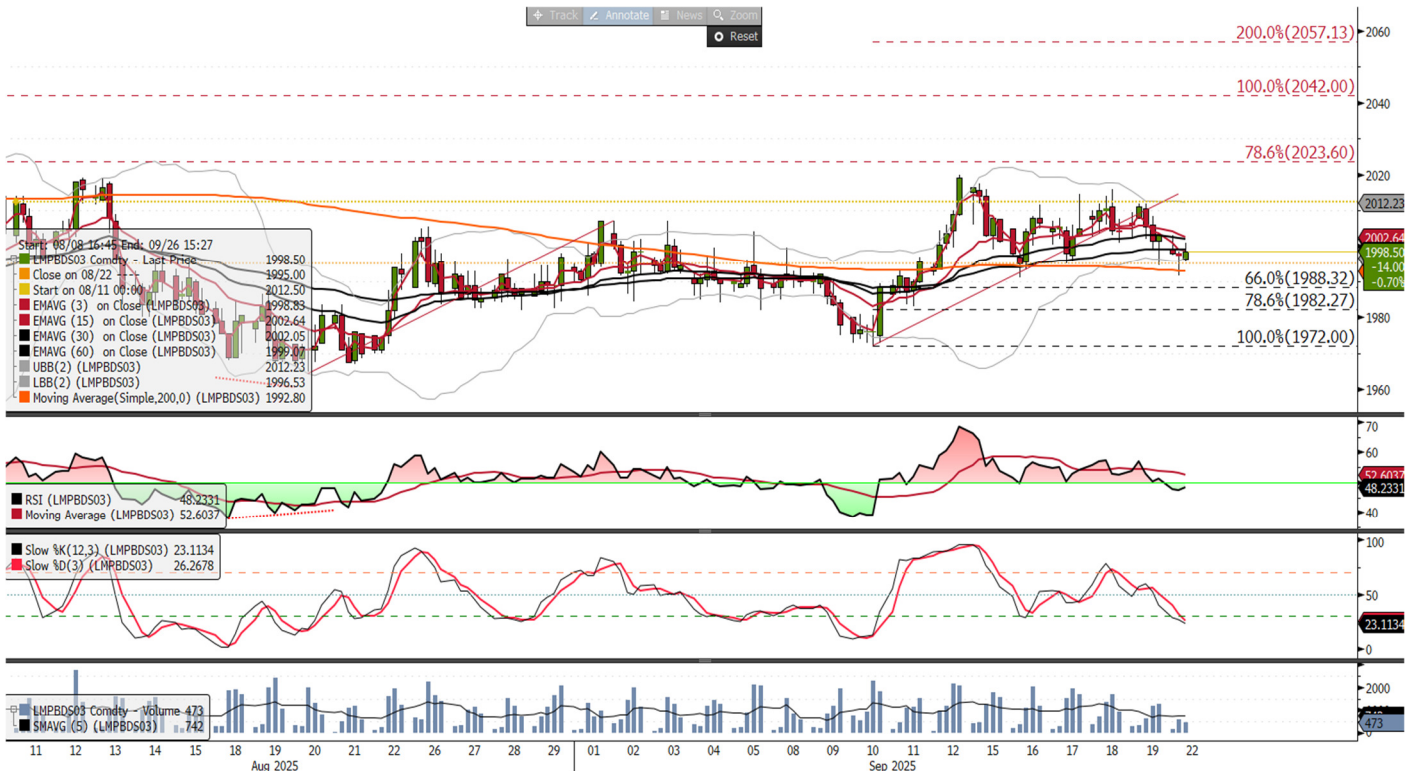 Track Annotate News Zoom
Reset
200.0%(2057.13)
100.0%(2042.00)
78.6%(2023.60)
66.0%(1988.32)
78.6%(1982.27)
100.0%(1972.00)
2060
2040
2020
1980
1960
2012.23
2002.64
1998.50
-14.00
-0.70%
Start: 08/08 16:45 End: 09/26 15:27
LMPBDS03 Comdty - Last Price 1998.50
Close on 08/22 ---- 1995.00
Start on 08/11 00:00 2012.50
EMAVG (3) on Close (LMPBDS03) 1998.83
EMAVG (15) on Close (LMPBDS03) 2002.64
EMAVG (30) on Close (LMPBDS03) 2002.05
EMAVG (60) on Close (LMPBDS03) 1999.07
UBB(2) (LMPBDS03) 2012.23
LBB(2) (LMPBDS03) 1996.53
Moving Average(Simple,200,0) (LMPBDS03) 1992.80
RSI (LMPBDS03) 48.2331
Moving Average (LMPBDS03) 52.6037
70
60
52.6037
48.2331
40
Slow %K(12,3) (LMPBDS03) 23.1134
Slow %D(3) (LMPBDS03) 26.2678
100
50
23.1134
0
LMPBDS03 Comdty - Volume 473
SMAVG (5) (LMPBDS03) 742
2000
473
11 12 13 14 15 18 19 20 21 22 26 27 28 29 01 02 03 04 05 08 09 10 11 12 15 16 17 18 19 22
Aug 2025 Sep 2025